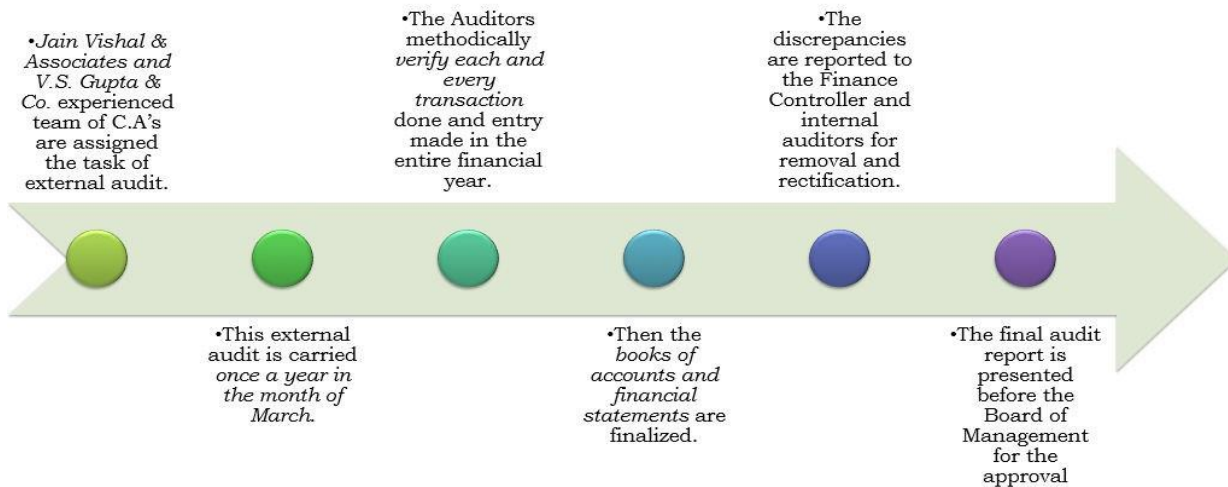 •Jain Vishal &
Associates and
V.S. Gupta &
Co. experienced
team of C.A's
are assigned
the task of
external audit.
•This external
audit is carried
once a year in
the month of
March.
•The Auditors
methodically
verify each and
every
transaction
done and entry
made in the
entire financial
year.
•Then the
books of
accounts and
financial
statements are
finalized.
•The
discrepancies
are reported to
the Finance
Controller and
internal
auditors for
removal and
rectification.
•The final audit
report is
presented
before the
Board of
Management
for the
approval